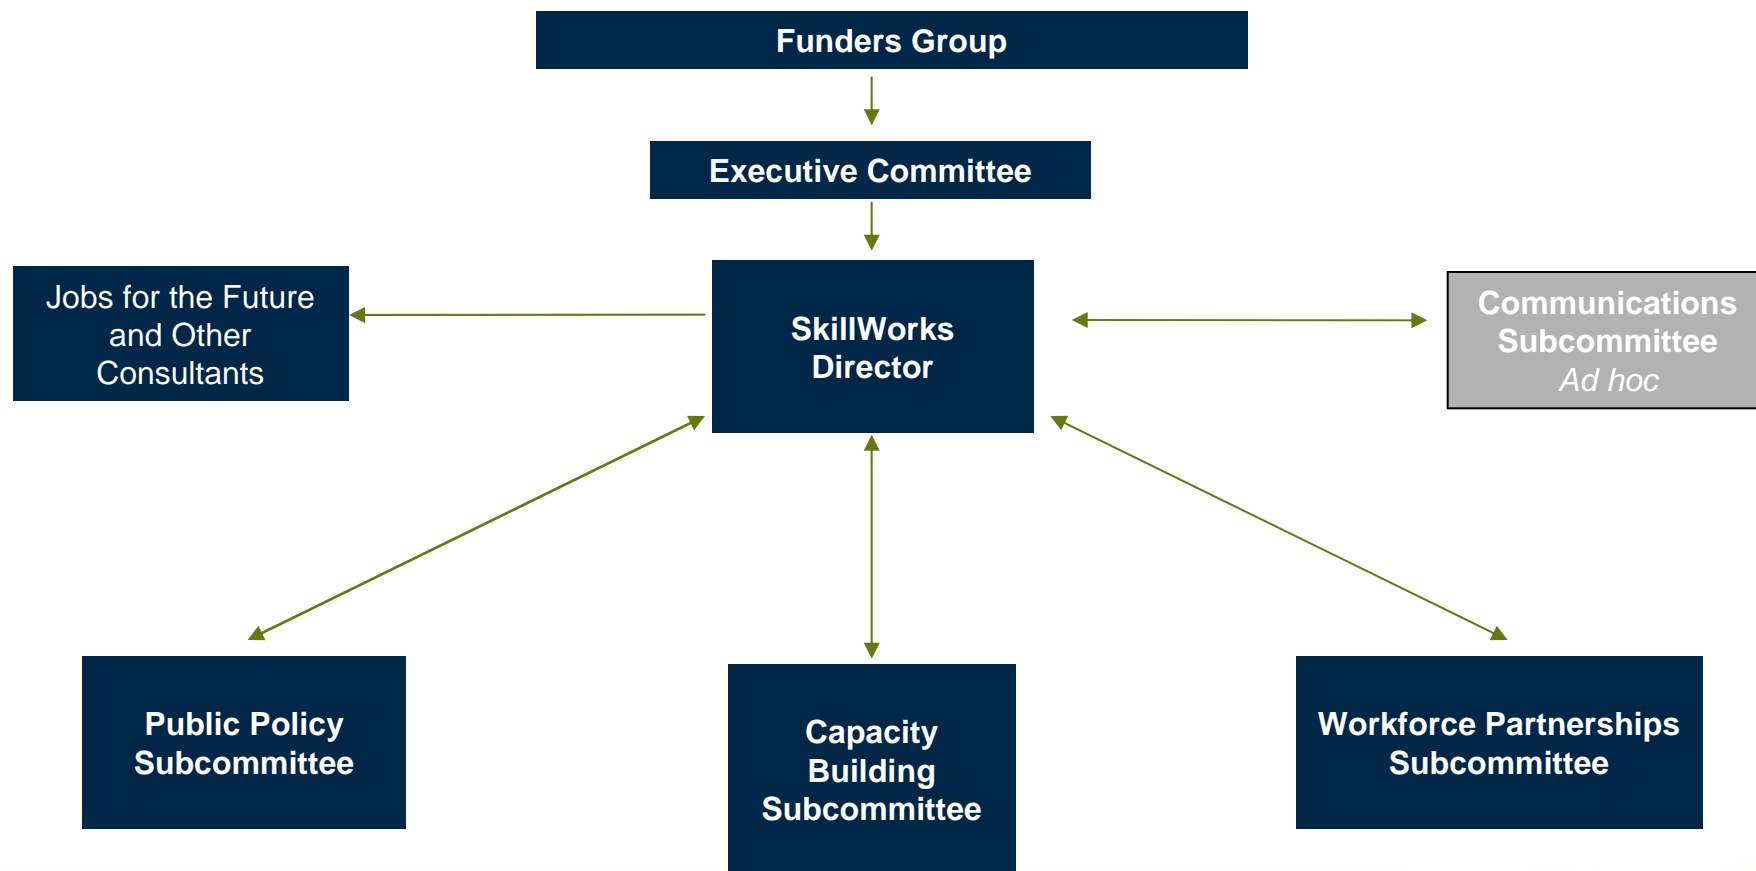 Funders Group
Executive Committee
Jobs for the Future
and Other
Consultants
SkillWorks
Director
Communications
Subcommittee
Ad hoc
Public Policy
Subcommittee
Capacity
Building
Subcommittee
Workforce Partnerships
Subcommittee